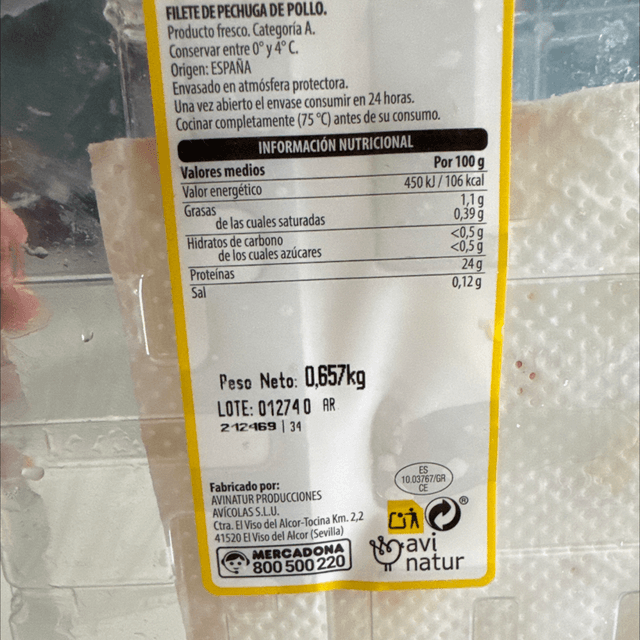 FILETE DE PECHUGA DE POLLO.
Producto fresco. Categoría A.
Conservar entre 0° y 4° C.
Origen: ESPAÑA
Envasado en atmósfera protectora.
Una vez abierto el envase consumir en 24 horas.
Cocinar completamente (75 °C) antes de su consumo.
INFORMACIÓN NUTRICIONAL
Valores medios Por 100 g
Valor energético 450 kJ / 106 kcal
Grasas 1,1 g
de las cuales saturadas 0,39 g
Hidratos de carbono <0,5 g
de los cuales azúcares <0,5 g
Proteínas 24 g
Sal 0,12 g
Peso Neto: 0,657kg
LOTE: 012740 AR
212469 | 34
Fabricado por:
AVINATUR PRODUCCIONES
AVÍCOLAS S.L.U.
Ctra. El Viso del Alcor-Tocina Km. 2,2
41520 El Viso del Alcor (Sevilla)
MERCADONA
800 500 220
ES
10.03767/GR
CE
®
avi
natur